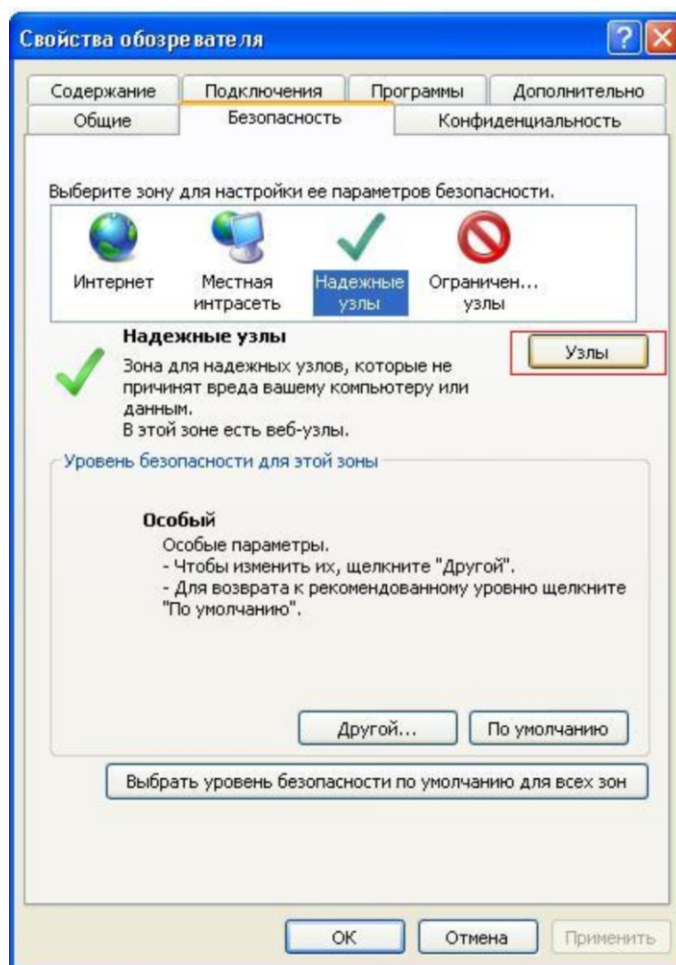 Свойства обозревателя
Содержание Подключения Программы Дополнительно
Общие Безопасность Конфиденциальность
Выберите зону для настройки ее параметров безопасности.
Интернет
Местная
интрасеть
Надежные
узлы
Ограничен...
узлы
Надежные узлы
Узлы
Зона для надежных узлов, которые не
причинят вреда вашему компьютеру или
данным.
В этой зоне есть веб-узлы.
Уровень безопасности для этой зоны
Особый
Особые параметры.
- Чтобы изменить их, щелкните "Другой".
- Для возврата к рекомендованному уровню щелкните
"По умолчанию".
Другой... По умолчанию
Выбрать уровень безопасности по умолчанию для всех зон
ОК Отмена Применить